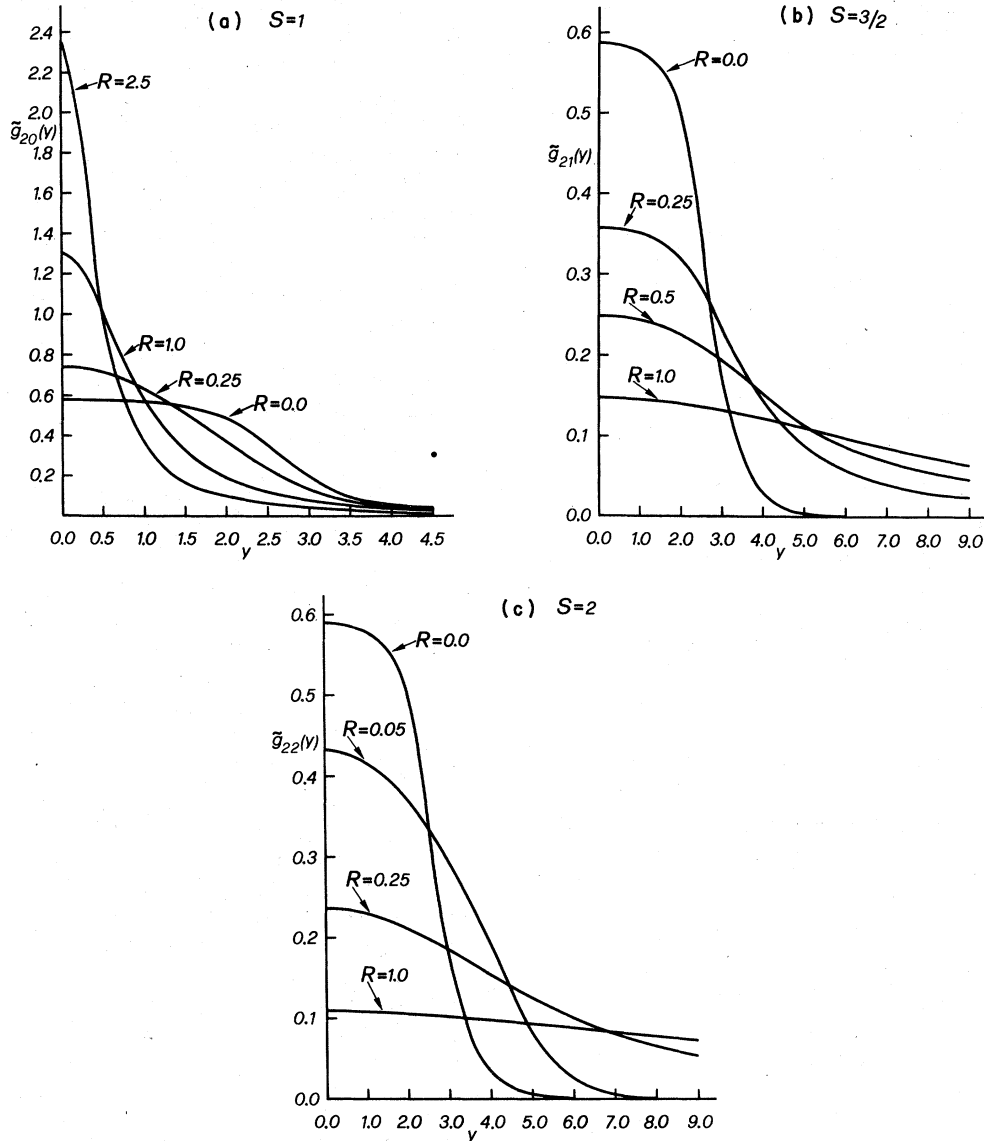 (a) S=1
2.4
2.2
2.0
g̃20(y)
1.8
1.6
1.4
1.2
1.0
0.8
0.6
0.4
0.2
R=2.5
R=1.0
R=0.25
R=0.0
0.0 0.5 1.0 1.5 2.0 2.5 3.0 3.5 4.0 4.5
y
(b) S=3/2
0.6
0.5
g̃21(y)
0.4
0.3
0.2
0.1
0.0
R=0.0
R=0.25
R=0.5
R=1.0
0.0 1.0 2.0 3.0 4.0 5.0 6.0 7.0 8.0 9.0
y
(c) S=2
0.6
0.5
g̃22(y)
0.4
0.3
0.2
0.1
0.0
R=0.0
R=0.05
R=0.25
R=1.0
0.0 1.0 2.0 3.0 4.0 5.0 6.0 7.0 8.0 9.0
y